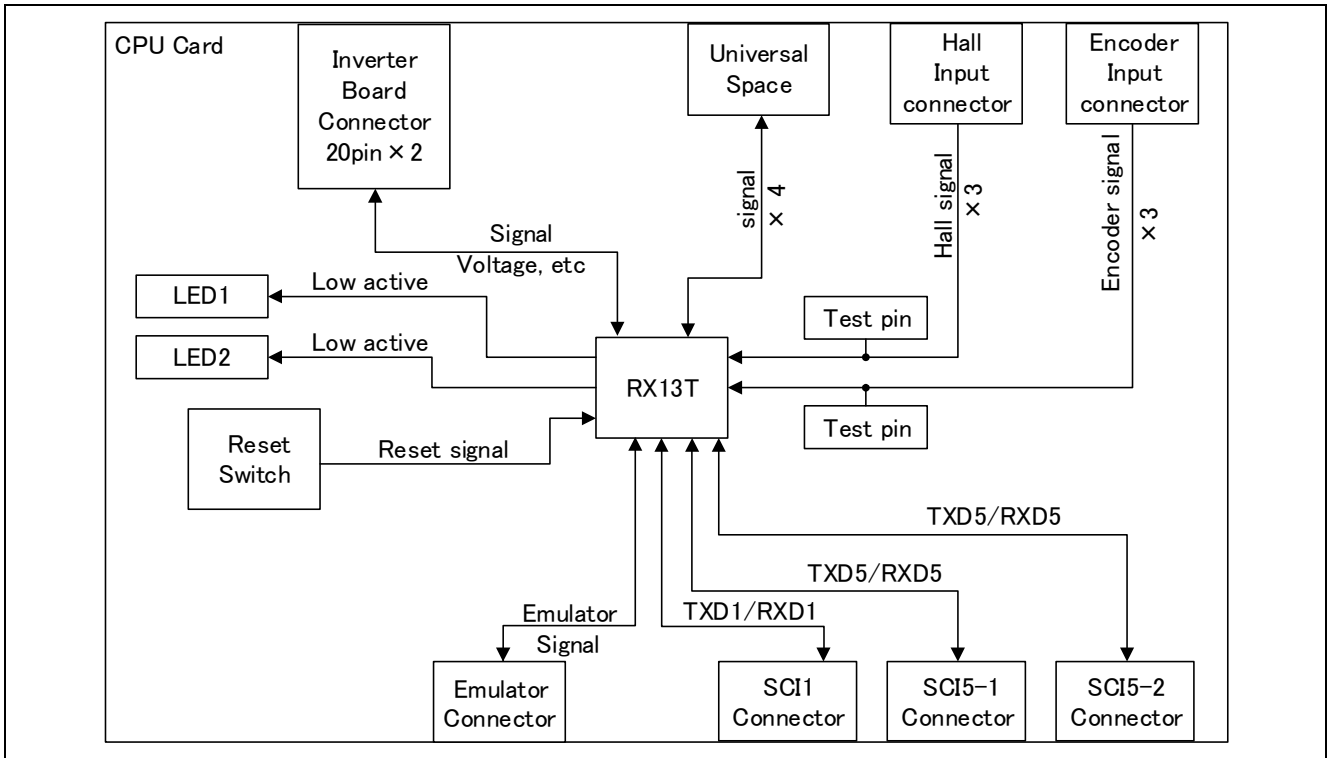 CPU Card
Inverter
Board
Connector
20pin × 2
Universal
Space
Hall
Input
connector
Encoder
Input
connector
signal
× 4
Hall signal
×3
Encoder signal
×3
Signal
Voltage, etc
LED1
Low active
LED2
Low active
Test pin
RX13T
Test pin
Reset
Switch
Reset signal
TXD5/RXD5
TXD5/RXD5
TXD1/RXD1
Emulator
Signal
Emulator
Connector
SCI1
Connector
SCI5-1
Connector
SCI5-2
Connector